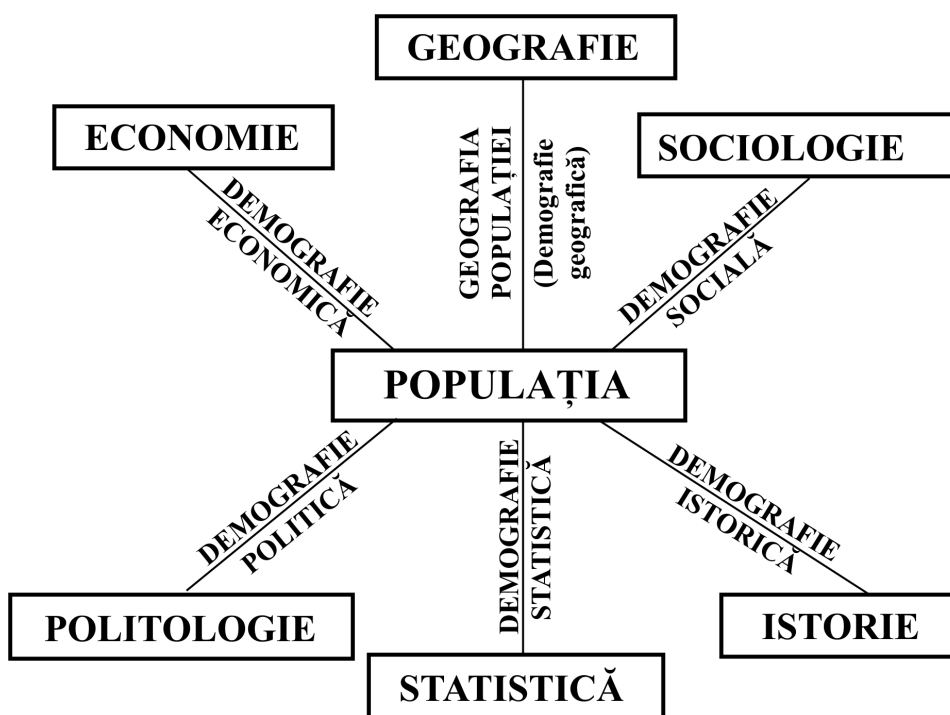 GEOGRAFIE
ECONOMIE
SOCIOLOGIE
DEMOGRAFIE
ECONOMICĂ
GEOGRAFIA
POPULAȚIEI
(Demografie
geografică)
DEMOGRAFIE
SOCIALĂ
POPULAȚIA
DEMOGRAFIE
POLITICĂ
DEMOGRAFIE
STATISTICĂ
DEMOGRAFIE
ISTORICĂ
POLITOLOGIE
STATISTICĂ
ISTORIE